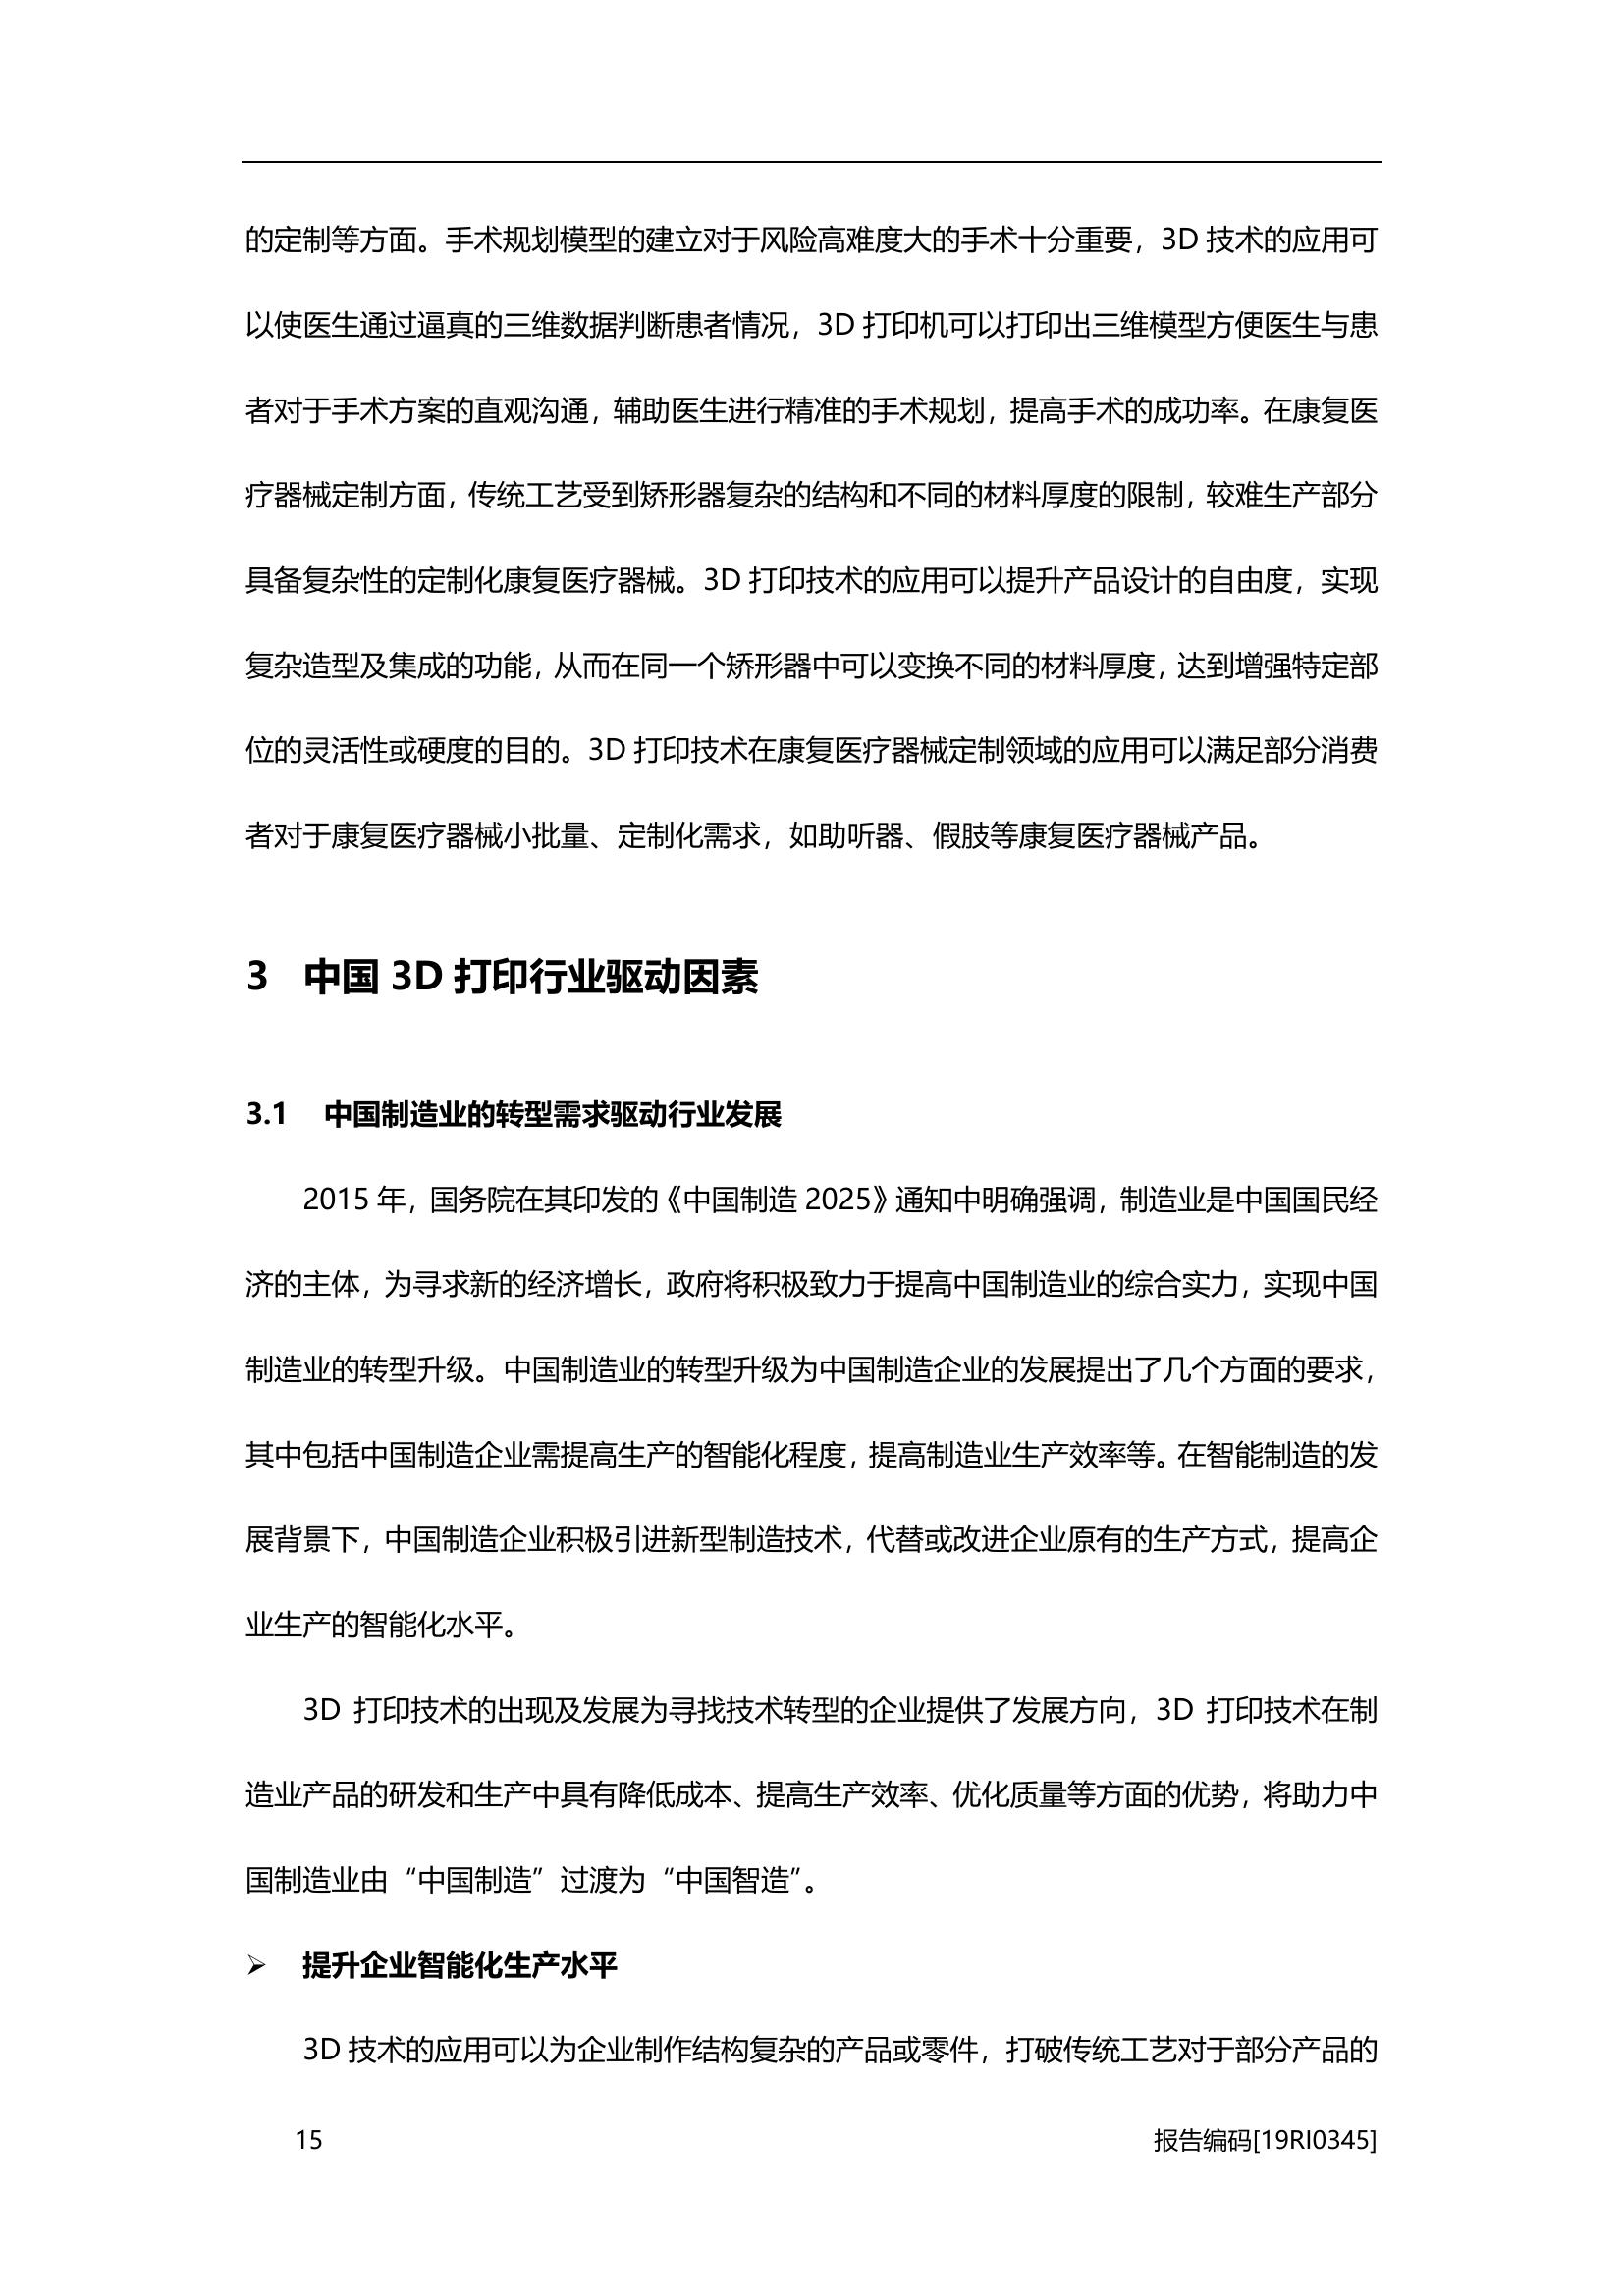 的定制等方面。手术规划模型的建立对于风险高难度大的手术十分重要，3D 技术的应用可
以使医生通过逼真的三维数据判断患者情况，3D 打印机可以打印出三维模型方便医生与患
者对于手术方案的直观沟通，辅助医生进行精准的手术规划，提高手术的成功率。在康复医
疗器械定制方面，传统工艺受到矫形器复杂的结构和不同的材料厚度的限制，较难生产部分
具备复杂性的定制化康复医疗器械。3D 打印技术的应用可以提升产品设计的自由度，实现
复杂造型及集成的功能，从而在同一个矫形器中可以变换不同的材料厚度，达到增强特定部
位的灵活性或硬度的目的。3D 打印技术在康复医疗器械定制领域的应用可以满足部分消费
者对于康复医疗器械小批量、定制化需求，如助听器、假肢等康复医疗器械产品。
3 中国 3D 打印行业驱动因素
3.1 中国制造业的转型需求驱动行业发展
2015 年，国务院在其印发的《中国制造 2025》通知中明确强调，制造业是中国国民经
济的主体，为寻求新的经济增长，政府将积极致力于提高中国制造业的综合实力，实现中国
制造业的转型升级。中国制造业的转型升级为中国制造企业的发展提出了几个方面的要求，
其中包括中国制造企业需提高生产的智能化程度，提高制造业生产效率等。在智能制造的发
展背景下，中国制造企业积极引进新型制造技术，代替或改进企业原有的生产方式，提高企
业生产的智能化水平。
3D 打印技术的出现及发展为寻找技术转型的企业提供了发展方向，3D 打印技术在制
造业产品的研发和生产中具有降低成本、提高生产效率、优化质量等方面的优势，将助力中
国制造业由“中国制造”过渡为“中国智造”。
➢ 提升企业智能化生产水平
3D 技术的应用可以为企业制作结构复杂的产品或零件，打破传统工艺对于部分产品的
15 报告编码[19RI0345]